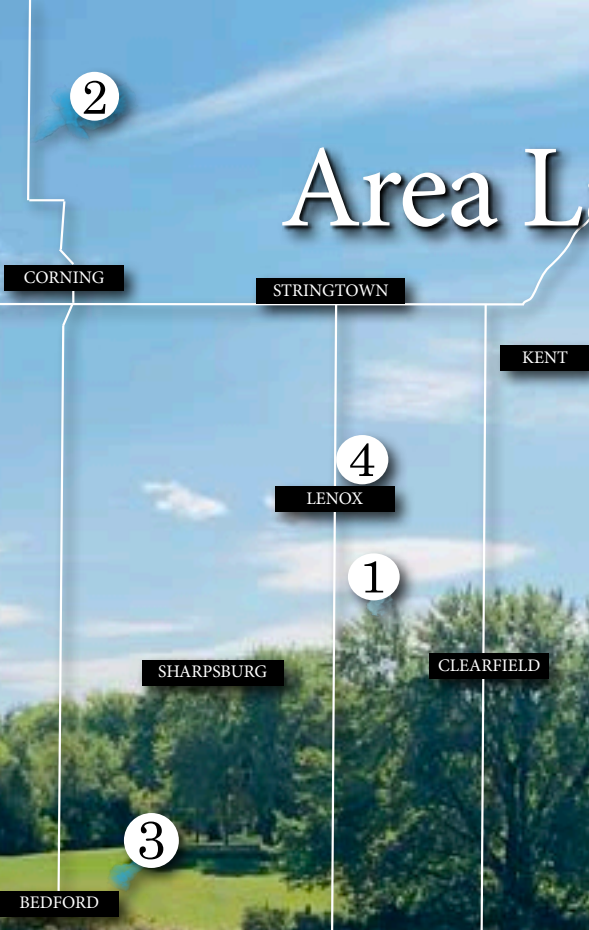 2
Area L
CORNING
STRINGTOWN
KENT
4
LENOX
1
SHARPSBURG
CLEARFIELD
3
BEDFORD